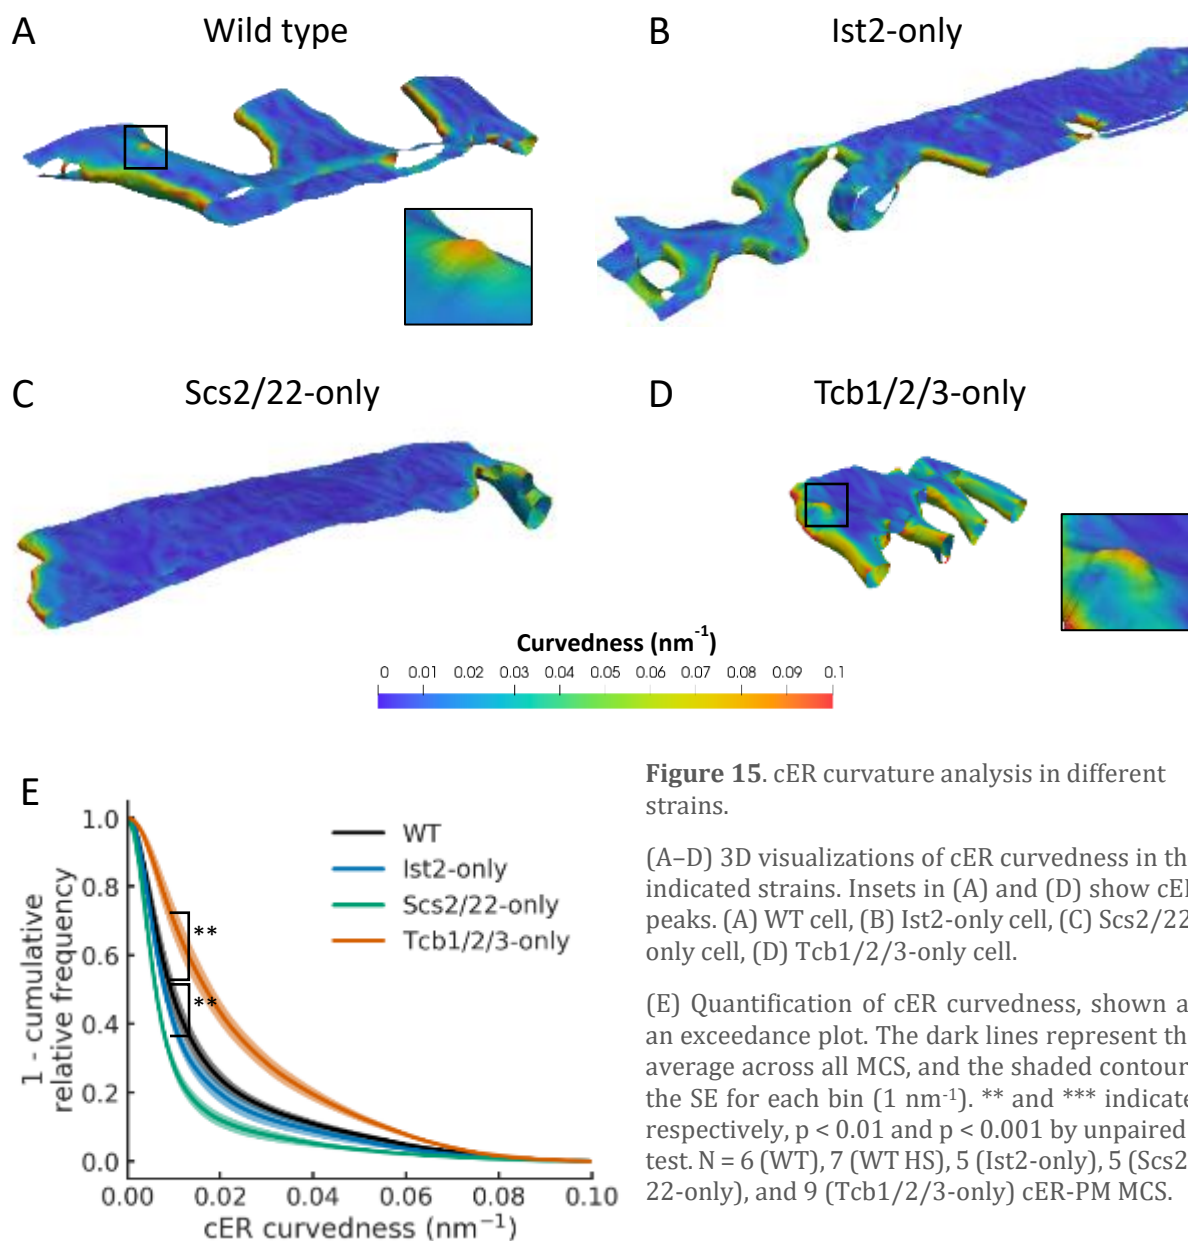 A Wild type
B Ist2-only
C Scs2/22-only
D Tcb1/2/3-only
Curvedness (nm⁻¹)
0 0.01 0.02 0.03 0.04 0.05 0.06 0.07 0.08 0.09 0.1
E
1 - cumulative
relative frequency
1.0
0.8
0.6
0.4
0.2
0.0
WT
Ist2-only
Scs2/22-only
Tcb1/2/3-only
**
**
0.00 0.02 0.04 0.06 0.08 0.10
cER curvedness (nm⁻¹)
Figure 15. cER curvature analysis in different
strains.
(A–D) 3D visualizations of cER curvedness in th
indicated strains. Insets in (A) and (D) show cE
peaks. (A) WT cell, (B) Ist2-only cell, (C) Scs2/22
only cell, (D) Tcb1/2/3-only cell.
(E) Quantification of cER curvedness, shown a
an exceedance plot. The dark lines represent th
average across all MCS, and the shaded contour
the SE for each bin (1 nm⁻¹). ** and *** indicate
respectively, p < 0.01 and p < 0.001 by unpaired
test. N = 6 (WT), 7 (WT HS), 5 (Ist2-only), 5 (Scs2
22-only), and 9 (Tcb1/2/3-only) cER-PM MCS.